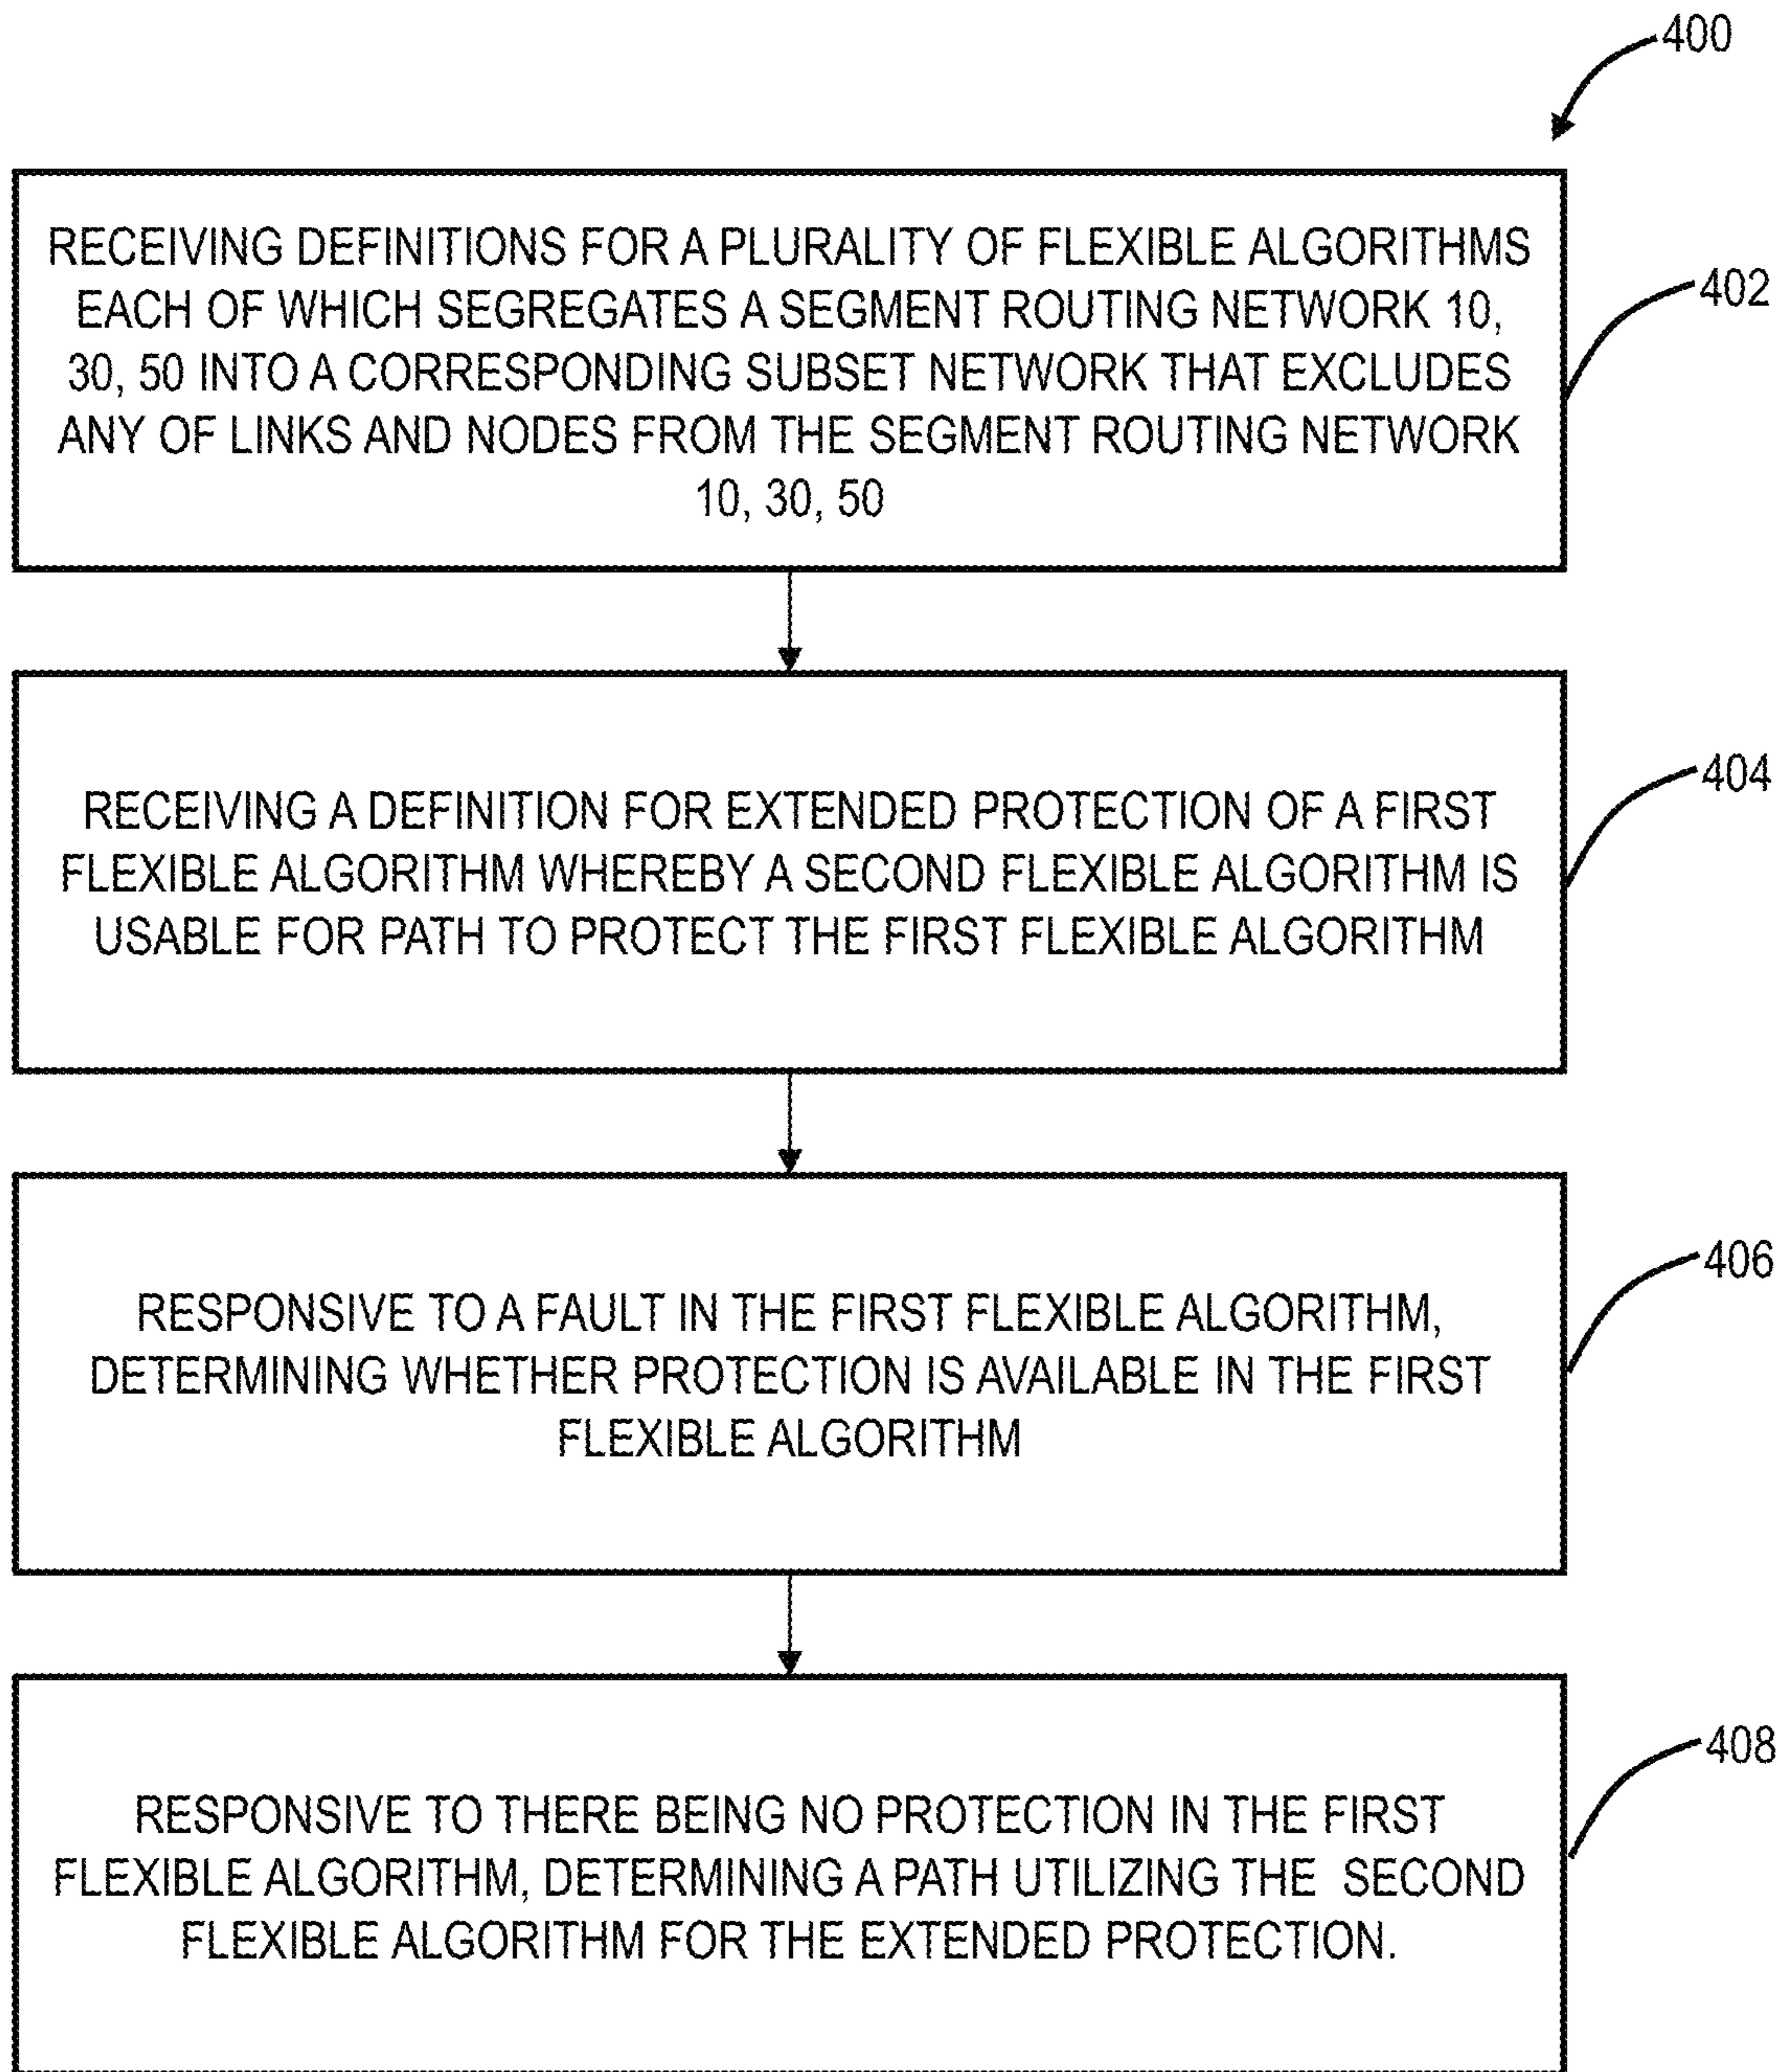 400
RECEIVING DEFINITIONS FOR A PLURALITY OF FLEXIBLE ALGORITHMS
EACH OF WHICH SEGREGATES A SEGMENT ROUTING NETWORK 10,
30, 50 INTO A CORRESPONDING SUBSET NETWORK THAT EXCLUDES
ANY OF LINKS AND NODES FROM THE SEGMENT ROUTING NETWORK
10, 30, 50
402
RECEIVING A DEFINITION FOR EXTENDED PROTECTION OF A FIRST
FLEXIBLE ALGORITHM WHEREBY A SECOND FLEXIBLE ALGORITHM IS
USABLE FOR PATH TO PROTECT THE FIRST FLEXIBLE ALGORITHM
404
RESPONSIVE TO A FAULT IN THE FIRST FLEXIBLE ALGORITHM,
DETERMINING WHETHER PROTECTION IS AVAILABLE IN THE FIRST
FLEXIBLE ALGORITHM
406
RESPONSIVE TO THERE BEING NO PROTECTION IN THE FIRST
FLEXIBLE ALGORITHM, DETERMINING A PATH UTILIZING THE SECOND
FLEXIBLE ALGORITHM FOR THE EXTENDED PROTECTION.
408